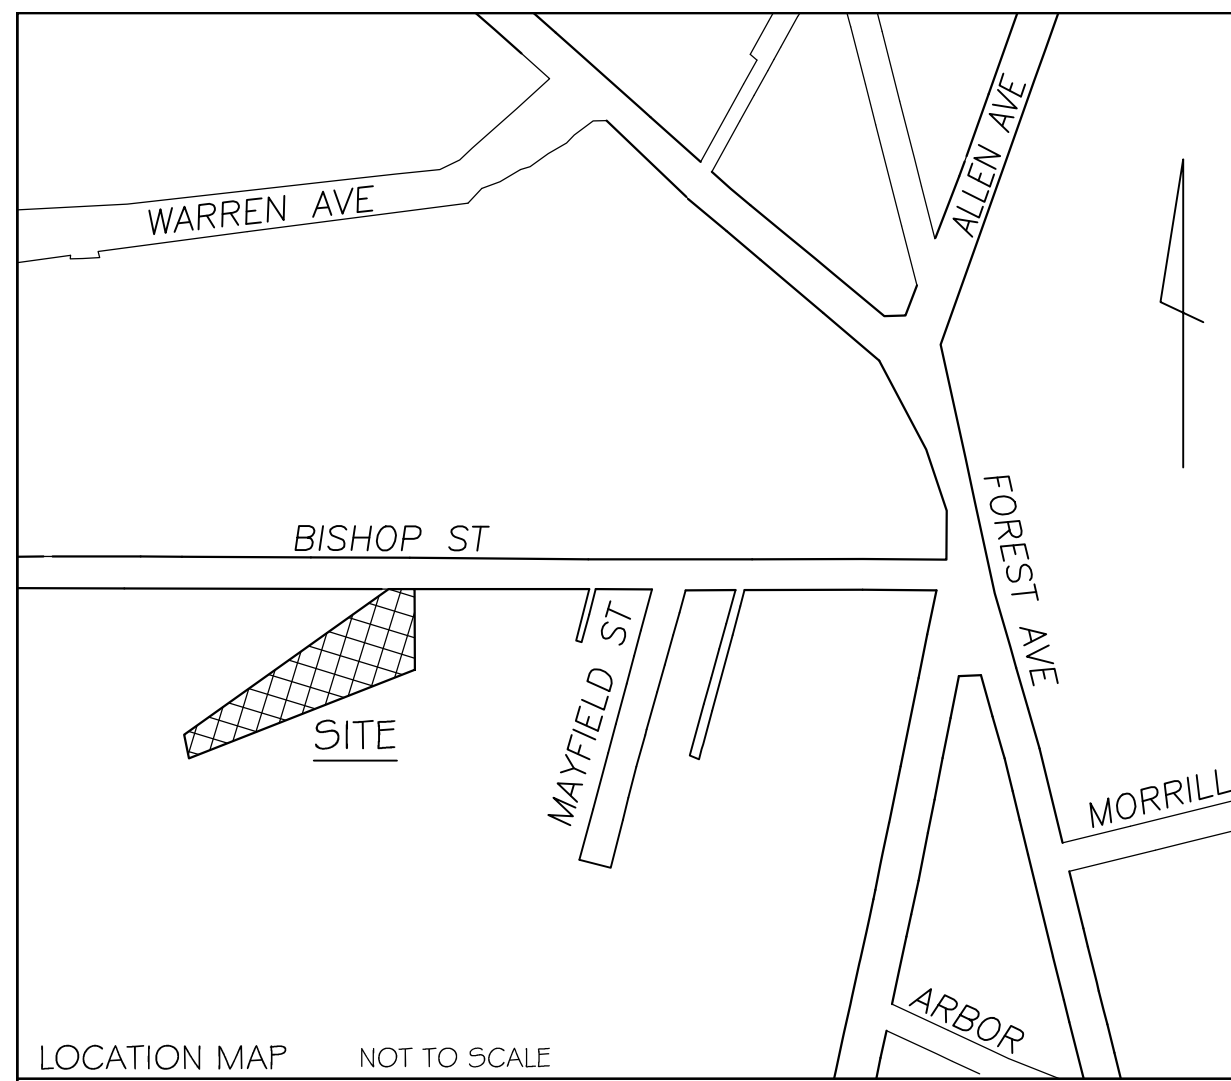 WARREN AVE
ALLEN AVE
BISHOP ST
FOREST AVE
MAYFIELD ST
SITE
MORRILL
ARBOR
LOCATION MAP
NOT TO SCALE